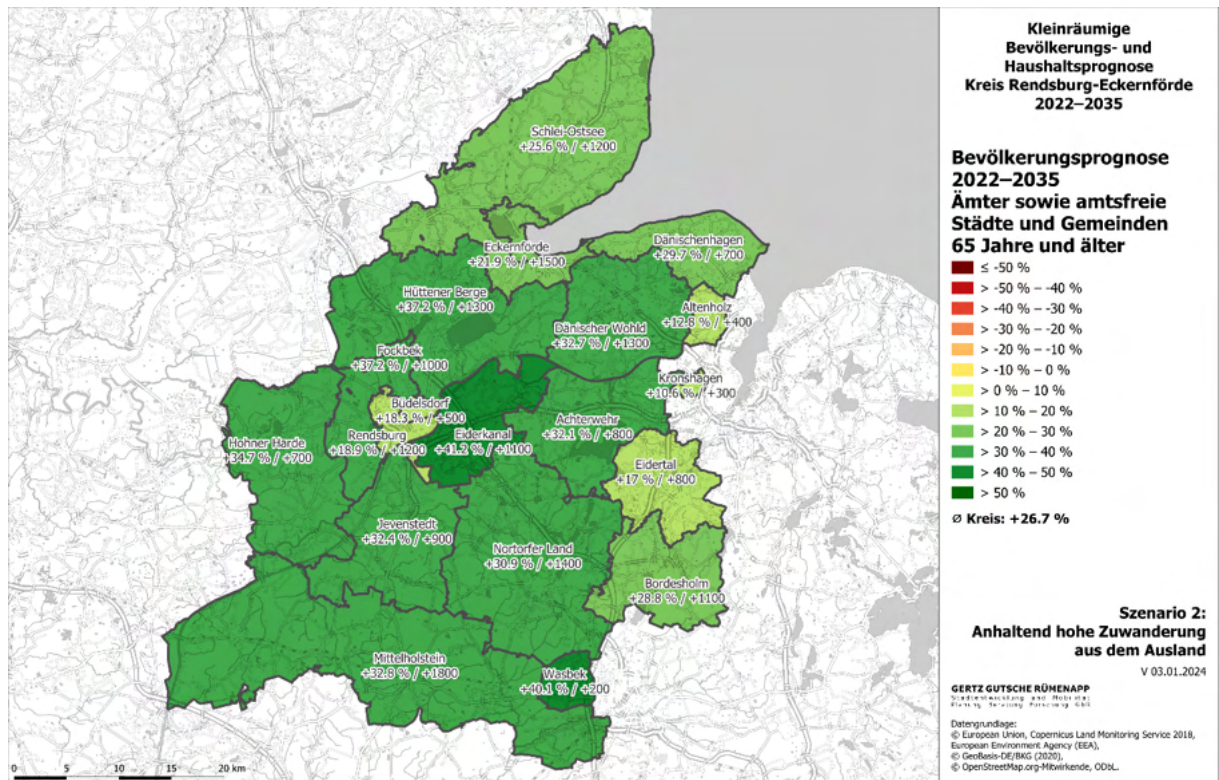 Schlei-Ostsee
+25.6 % / +1200
Eckernförde
+21.9 % / +1500
Dänischenhagen
+29.7 % / +700
Hüttener Berge
+37.2 % / +1300
Altenholz
+12.8 % / +400
Dänischer Wohld
+32.7 % / +1300
Fockbek
+37.2 % / +1000
Kronshagen
+10.6 % / +300
Büdelsdorf
+18.3 % / +500
Achterwehr
+32.1 % / +800
Hohner Harde
+34.7 % / +700
Rendsburg
+18.9 % / +1200
Eiderkanal
+41.2 % / +1100
Eidertal
+17 % / +800
Jevenstedt
+32.4 % / +900
Nortorfer Land
+30.9 % / +1400
Bordesholm
+28.8 % / +1100
Mittelholstein
+32.8 % / +1800
Wasbek
+40.1 % / +200
0 5 10 15 20 km
Kleinräumige
Bevölkerungs- und
Haushaltsprognose
Kreis Rendsburg-Eckernförde
2022–2035
Bevölkerungsprognose
2022–2035
Ämter sowie amtsfreie
Städte und Gemeinden
65 Jahre und älter
≤ -50 %
> -50 % – -40 %
> -40 % – -30 %
> -30 % – -20 %
> -20 % – -10 %
> -10 % – 0 %
> 0 % – 10 %
> 10 % – 20 %
> 20 % – 30 %
> 30 % – 40 %
> 40 % – 50 %
> 50 %
Ø Kreis: +26.7 %
Szenario 2:
Anhaltend hohe Zuwanderung
aus dem Ausland
V 03.01.2024
GERTZ GUTSCHE RÜMENAPP
Stadtentwicklung und Mobilität
Planung Beratung Forschung GbR
Datengrundlage:
© European Union, Copernicus Land Monitoring Service 2018,
European Environment Agency (EEA),
© GeoBasis-DE/BKG (2020),
© OpenStreetMap.org-Mitwirkende, ODbL.